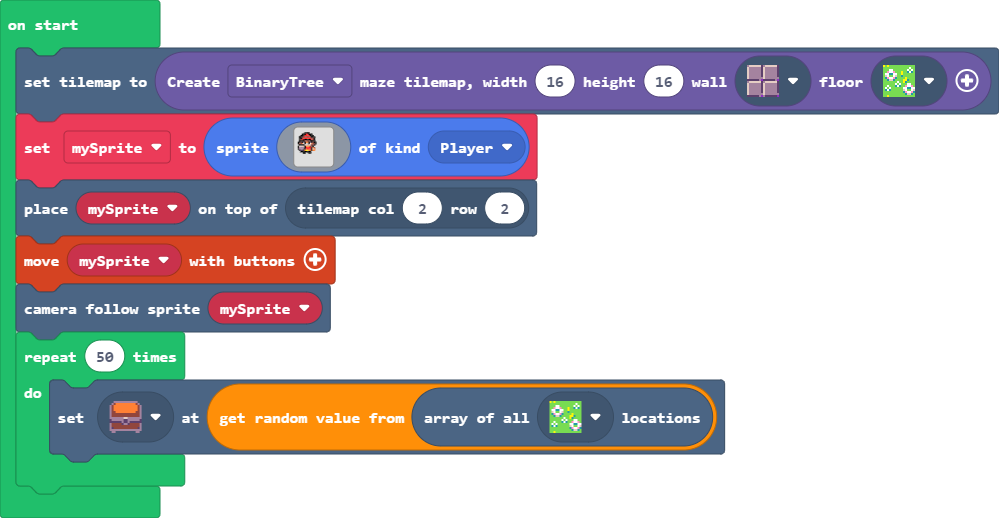 on start
set tilemap to Create BinaryTree maze tilemap, width 16 height 16 wall floor
set mySprite to sprite of kind Player
place mySprite on top of tilemap col 2 row 2
move mySprite with buttons
camera follow sprite mySprite
repeat 50 times
do
set at get random value from array of all locations